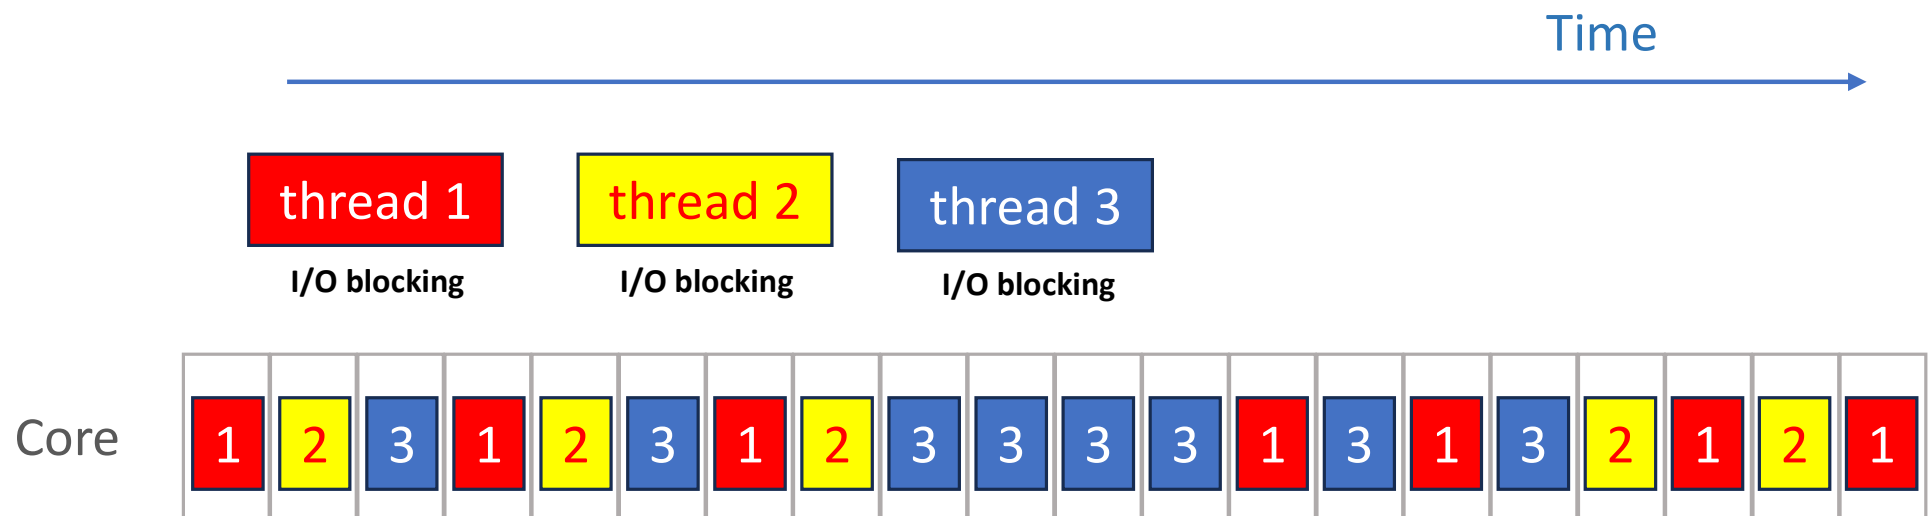 Time
thread 1 thread 2 thread 3
I/O blocking I/O blocking I/O blocking
Core 1 2 3 1 2 3 1 2 3 3 3 3 1 3 1 3 2 1 2 1